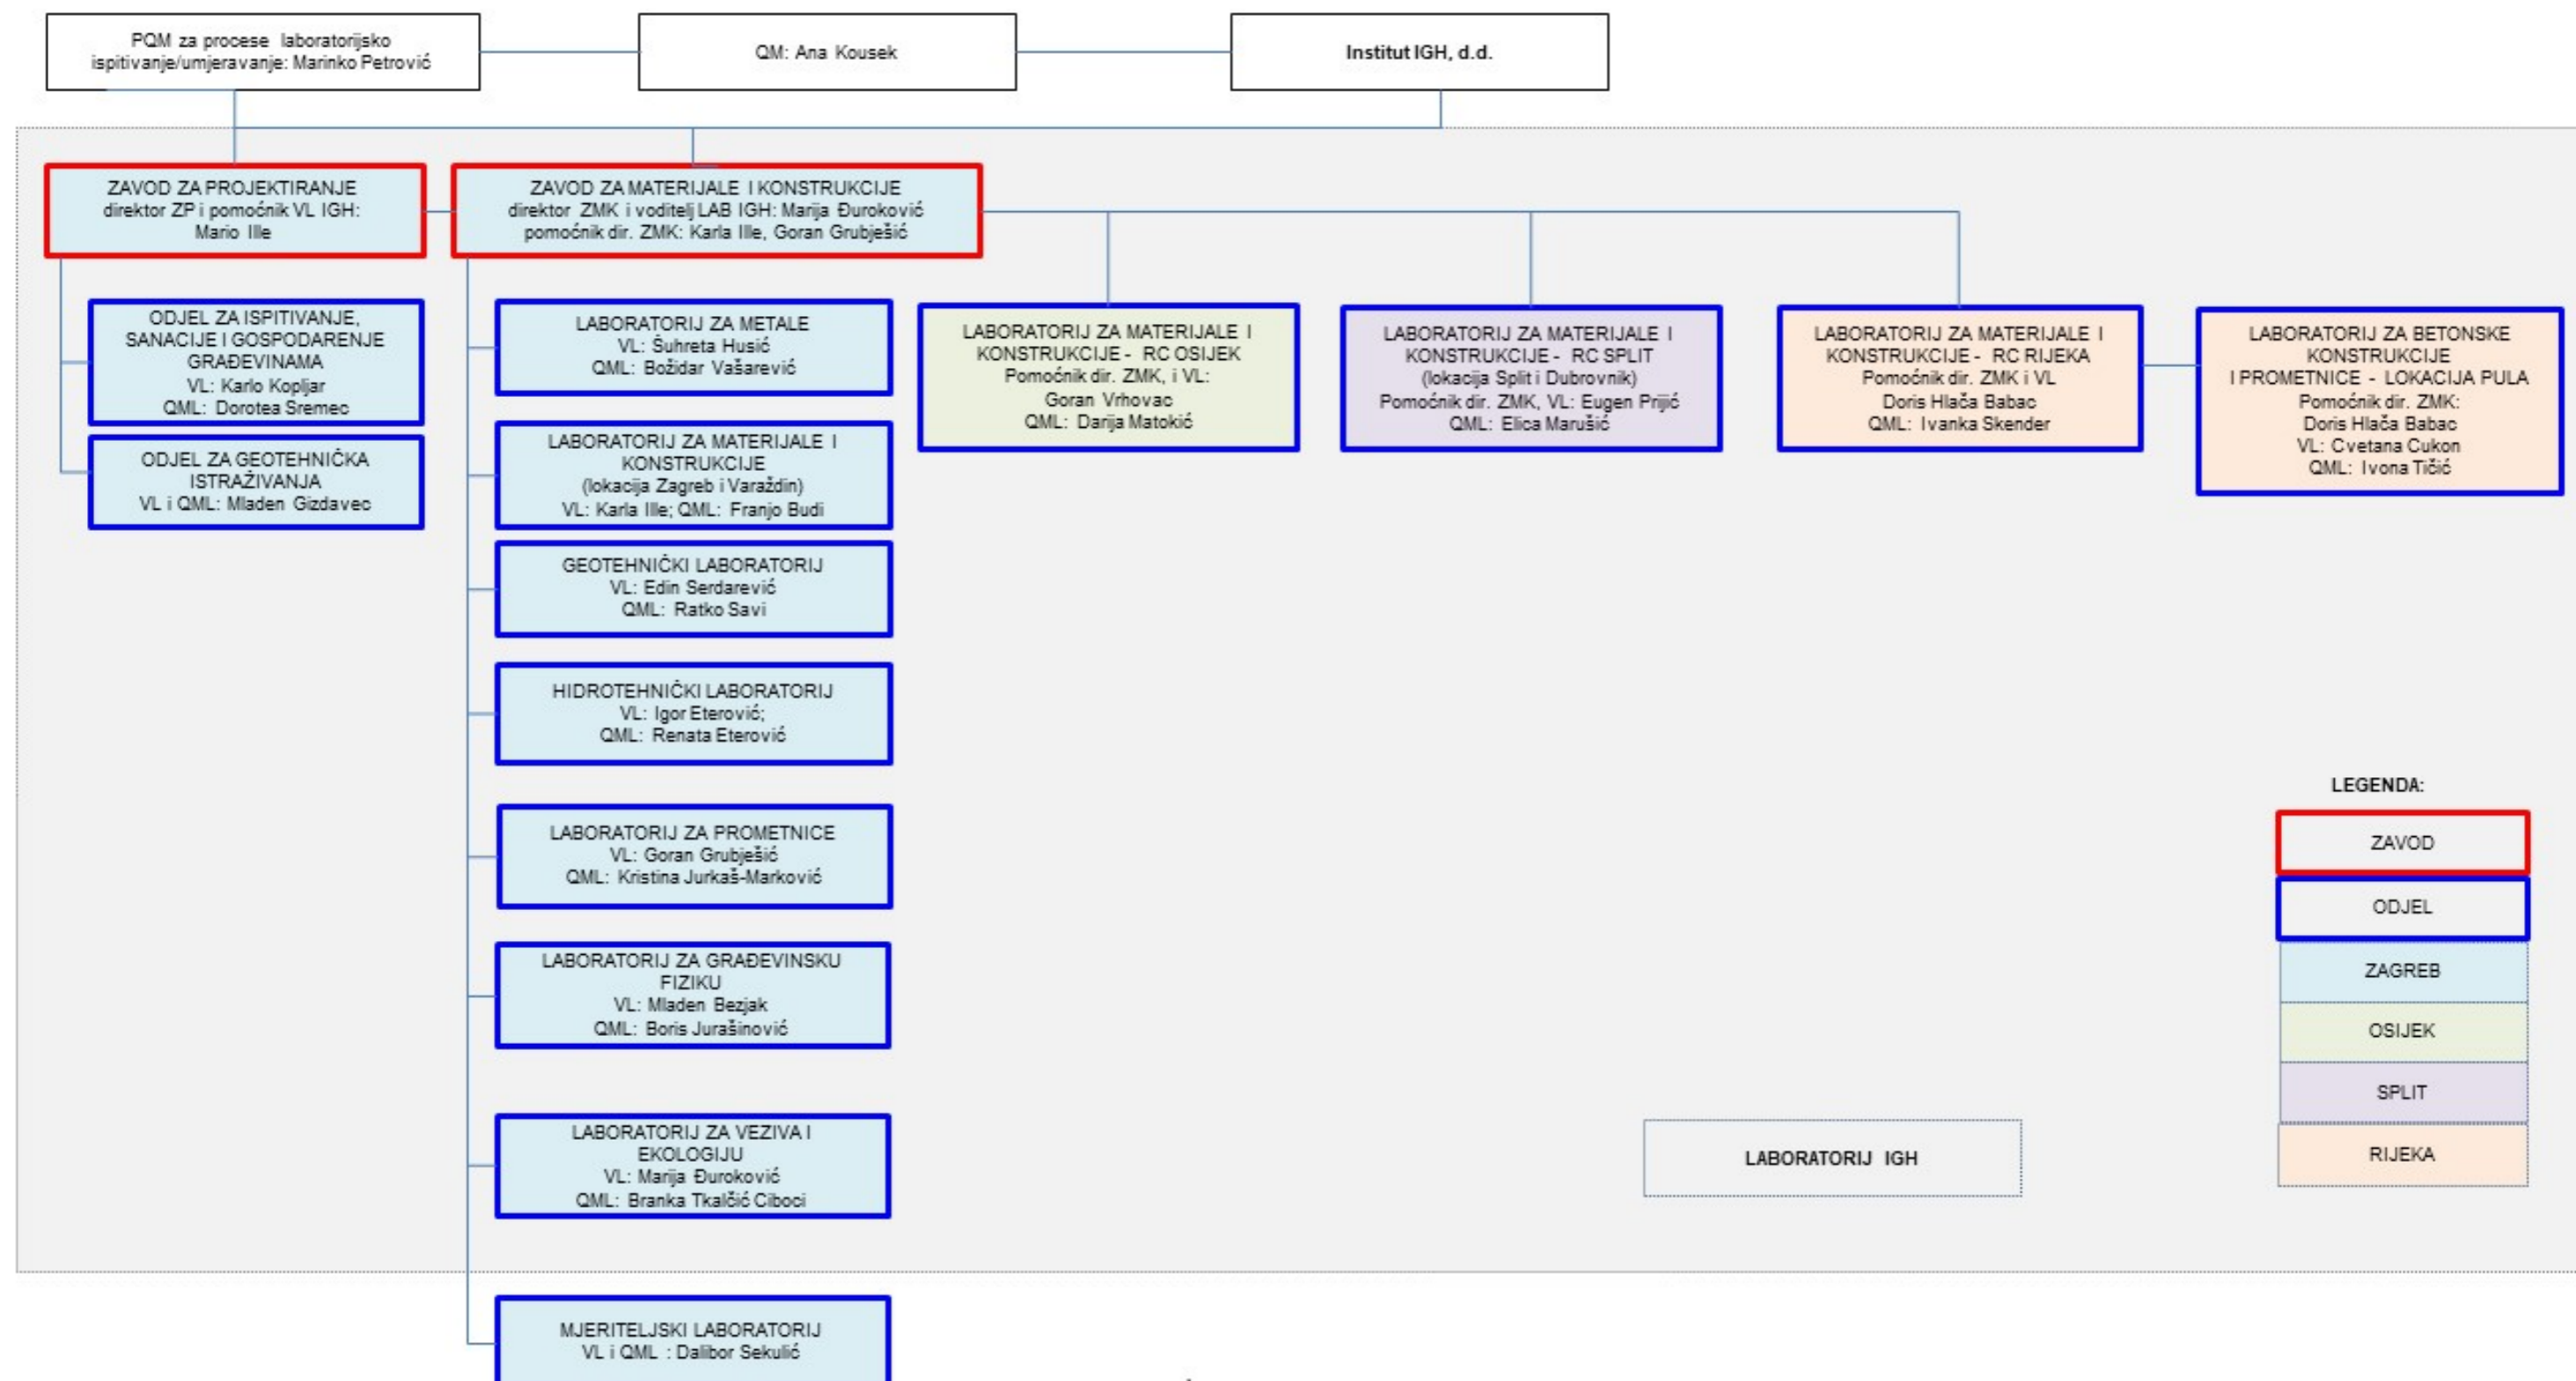 PQM za procese laboratorijsko
ispitivanje/umjeravanje: Marinko Petrović
QM: Ana Kousek
Institut IGH, d.d.
ZAVOD ZA PROJEKTIRANJE
direktor ZP i pomoćnik VL IGH:
Mario Ille
ZAVOD ZA MATERIJALE I KONSTRUKCIJE
direktor ZMK i voditelj LAB IGH: Marija Đuroković
pomoćnik dir. ZMK: Karla Ille, Goran Grubješić
ODJEL ZA ISPITIVANJE,
SANACIJE I GOSPODARENJE
GRAĐEVINAMA
VL: Karlo Kopljar
QML: Dorotea Sremec
ODJEL ZA GEOTEHNIČKA
ISTRAŽIVANJA
VL i QML: Mladen Gizdavec
LABORATORIJ ZA METALE
VL: Šuhreta Husić
QML: Božidar Vašarević
LABORATORIJ ZA MATERIJALE I
KONSTRUKCIJE
(lokacija Zagreb i Varaždin)
VL: Karla Ille; QML: Franjo Budi
GEOTEHNIČKI LABORATORIJ
VL: Edin Serdarević
QML: Ratko Savi
HIDROTEHNIČKI LABORATORIJ
VL: Igor Eterović;
QML: Renata Eterović
LABORATORIJ ZA PROMETNICE
VL: Goran Grubješić
QML: Kristina Jurkaš-Marković
LABORATORIJ ZA GRAĐEVINSKU
FIZIKU
VL: Mladen Bezjak
QML: Boris Jurašinović
LABORATORIJ ZA VEZIVA I
EKOLOGIJU
VL: Marija Đuroković
QML: Branka Tkalčić Ciboci
MJERITELJSKI LABORATORIJ
VL i QML : Dalibor Sekulić
LABORATORIJ ZA MATERIJALE I
KONSTRUKCIJE - RC OSIJEK
Pomoćnik dir. ZMK, i VL:
Goran Vrhovac
QML: Darija Matokić
LABORATORIJ ZA MATERIJALE I
KONSTRUKCIJE - RC SPLIT
(lokacija Split i Dubrovnik)
Pomoćnik dir. ZMK, VL: Eugen Prijić
QML: Elica Marušić
LABORATORIJ ZA MATERIJALE I
KONSTRUKCIJE - RC RIJEKA
Pomoćnik dir. ZMK i VL
Doris Hlača Babac
QML: Ivanka Skender
LABORATORIJ ZA BETONSKE
KONSTRUKCIJE
I PROMETNICE - LOKACIJA PULA
Pomoćnik dir. ZMK:
Doris Hlača Babac
VL: Cvetana Cukon
QML: Ivona Tičić
LEGENDA:
ZAVOD
ODJEL
ZAGREB
OSIJEK
SPLIT
RIJEKA
LABORATORIJ IGH